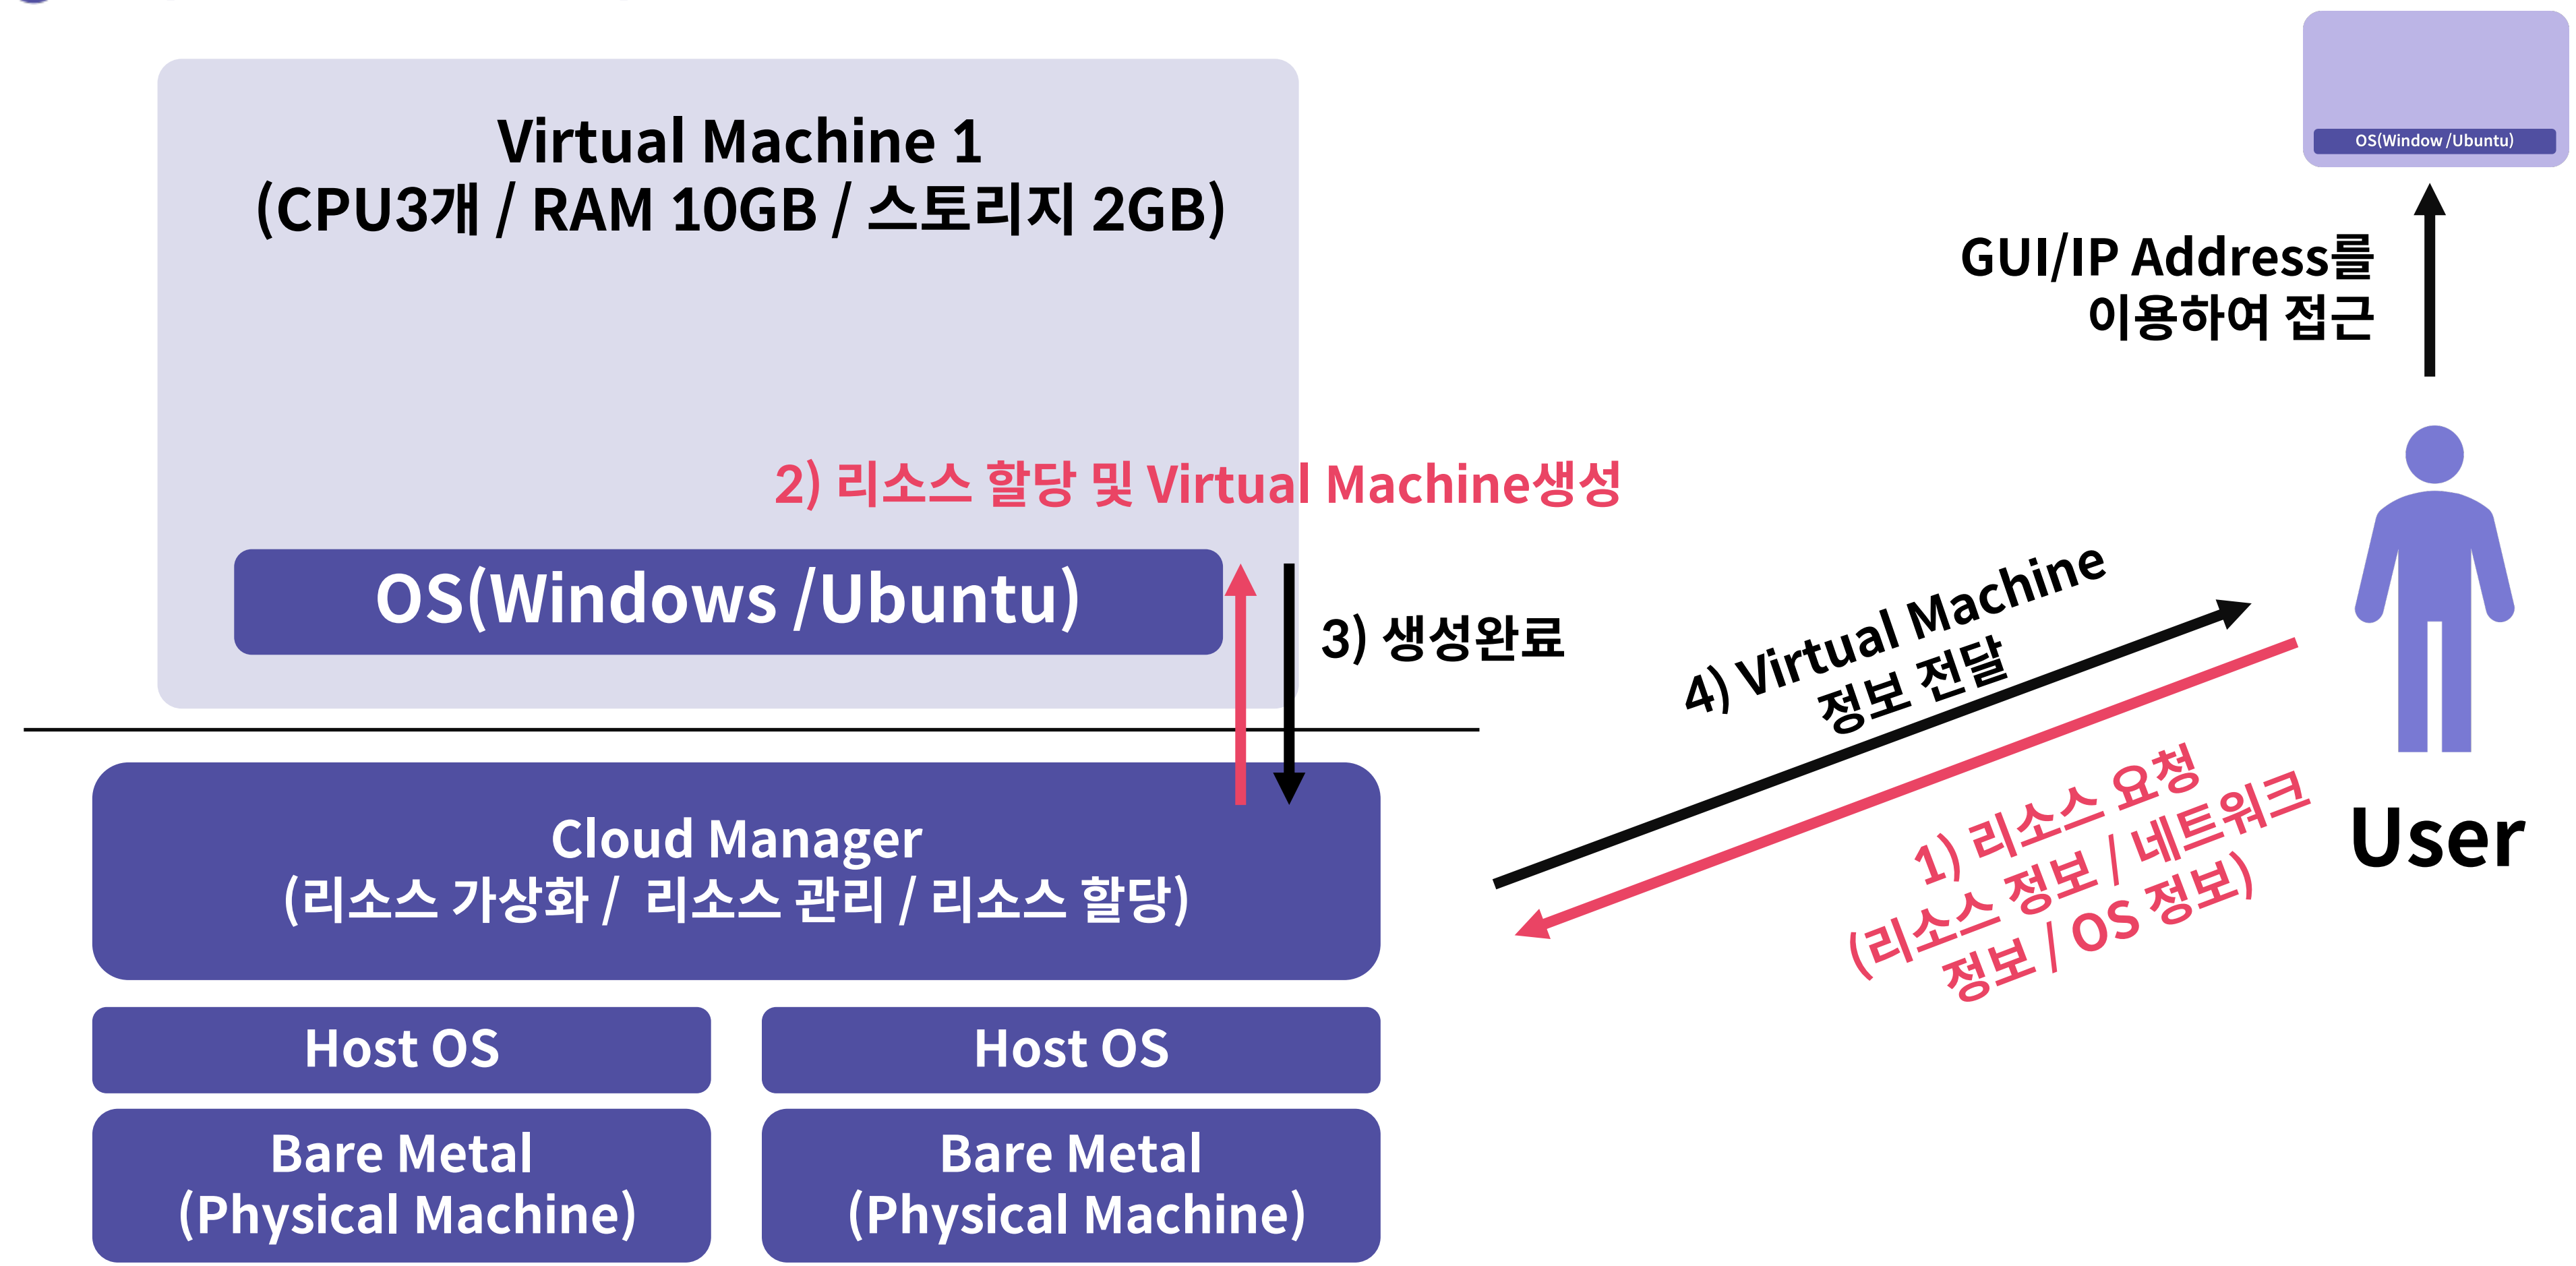 Virtual Machine 1
(CPU3개 / RAM 10GB / 스토리지 2GB)
OS(Window /Ubuntu)
GUI/IP Address를
이용하여 접근
2) 리소스 할당 및 Virtual Machine생성
OS(Windows /Ubuntu)
3) 생성완료
4) Virtual Machine
정보 전달
1) 리소스 요청
(리소스 정보 / 네트워크
정보 / OS 정보)
User
Cloud Manager
(리소스 가상화 / 리소스 관리 / 리소스 할당)
Host OS
Host OS
Bare Metal
(Physical Machine)
Bare Metal
(Physical Machine)